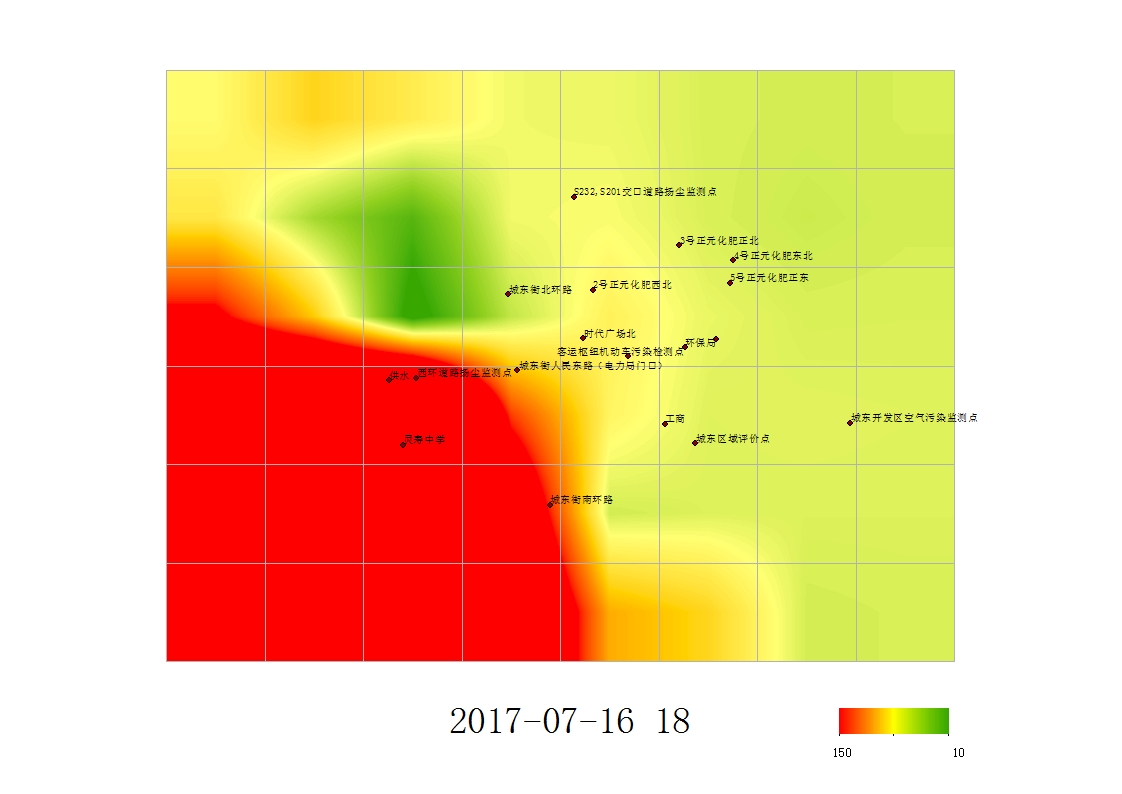 S232,S201交口道路扬尘监测点
3号正元化肥正北
4号正元化肥东北
5号正元化肥正东
2号正元化肥西北
城东街北环路
时代广场北
环保局
客运枢纽机动车污染检测点
城东街人民东路（电力局门口）
供水
西环道路扬尘监测点
工商
城东开发区空气污染监测点
城东区域评价点
灵寿中学
城东街南环路
2017-07-16 18
150
10